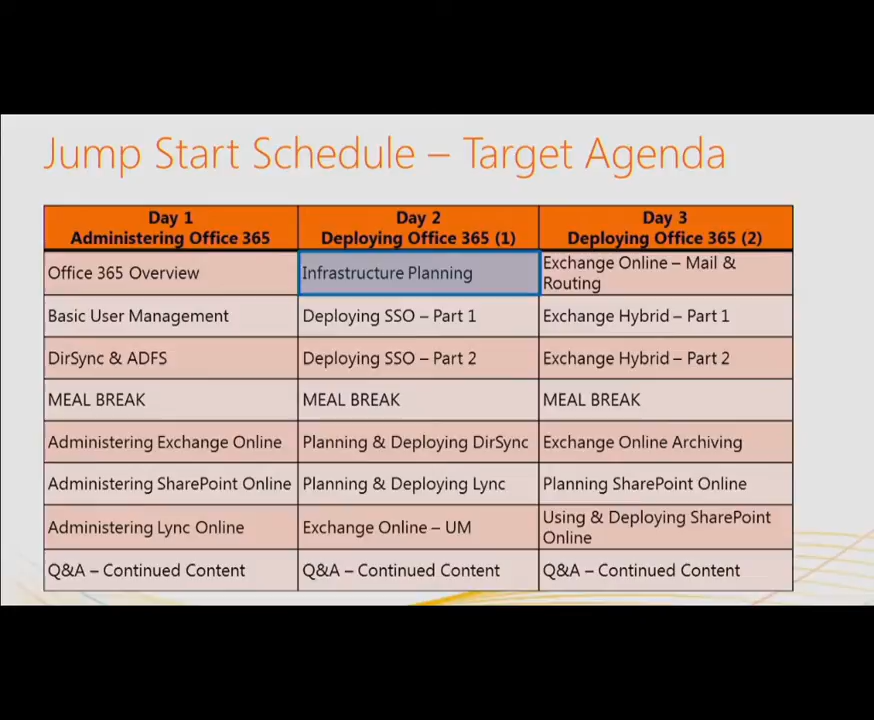 Jump Start Schedule – Target Agenda
Day 1 Day 2 Day 3
Administering Office 365 Deploying Office 365 (1) Deploying Office 365 (2)
Office 365 Overview Infrastructure Planning Exchange Online – Mail &
Routing
Basic User Management Deploying SSO – Part 1 Exchange Hybrid – Part 1
DirSync & ADFS Deploying SSO – Part 2 Exchange Hybrid – Part 2
MEAL BREAK MEAL BREAK MEAL BREAK
Administering Exchange Online Planning & Deploying DirSync Exchange Online Archiving
Administering SharePoint Online Planning & Deploying Lync Planning SharePoint Online
Administering Lync Online Exchange Online – UM Using & Deploying SharePoint
Online
Q&A – Continued Content Q&A – Continued Content Q&A – Continued Content